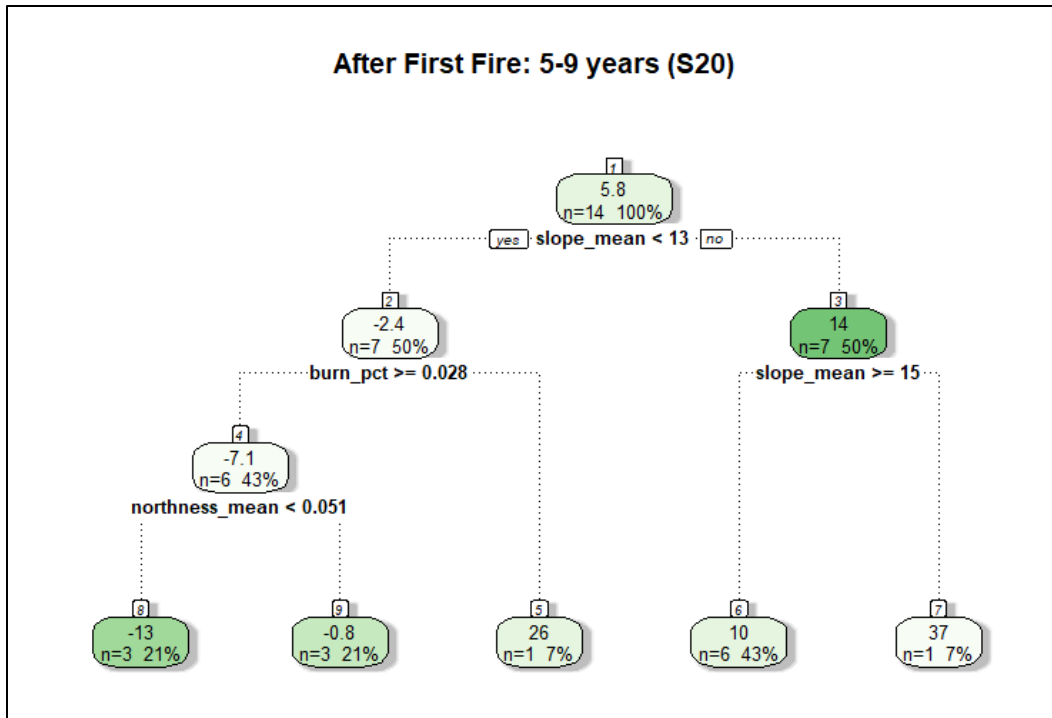 After First Fire: 5-9 years (S20)
1
5.8
n=14 100%
yes slope_mean < 13 no
2
-2.4
n=7 50%
3
14
n=7 50%
burn_pct >= 0.028
slope_mean >= 15
4
-7.1
n=6 43%
northness_mean < 0.051
8
-13
n=3 21%
9
-0.8
n=3 21%
5
26
n=1 7%
6
10
n=6 43%
7
37
n=1 7%